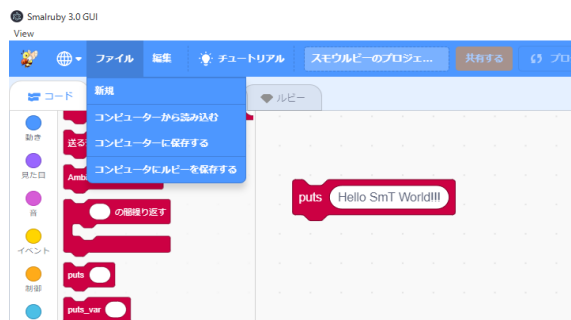 Smalruby 3.0 GUI
View
ファイル 編集 チュートリアル スモウルビーのプロジェ... 共有する プロ
コード ルビー
新規
コンピューターから読み込む
コンピューターに保存する
コンピュータにルビーを保存する
動き
見た目
音
イベント
制御
送る
Amb
の間繰り返す
puts
puts_var
puts Hello SmT World!!!